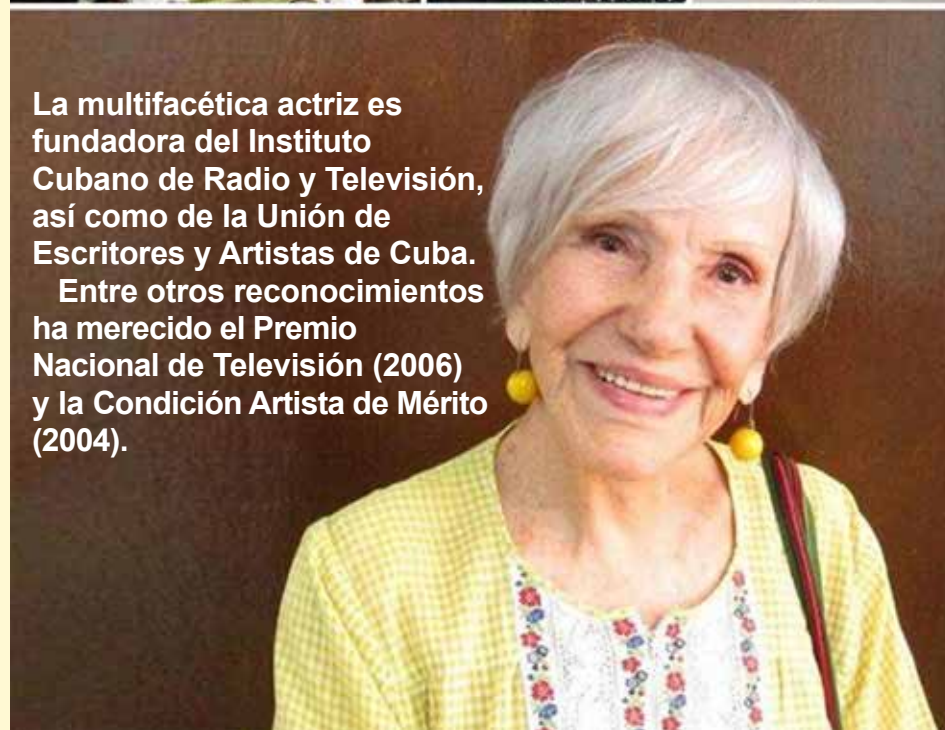 La multifacética actriz es
fundadora del Instituto
Cubano de Radio y Televisión,
así como de la Unión de
Escritores y Artistas de Cuba.
Entre otros reconocimientos
ha merecido el Premio
Nacional de Televisión (2006)
y la Condición Artista de Mérito
(2004).